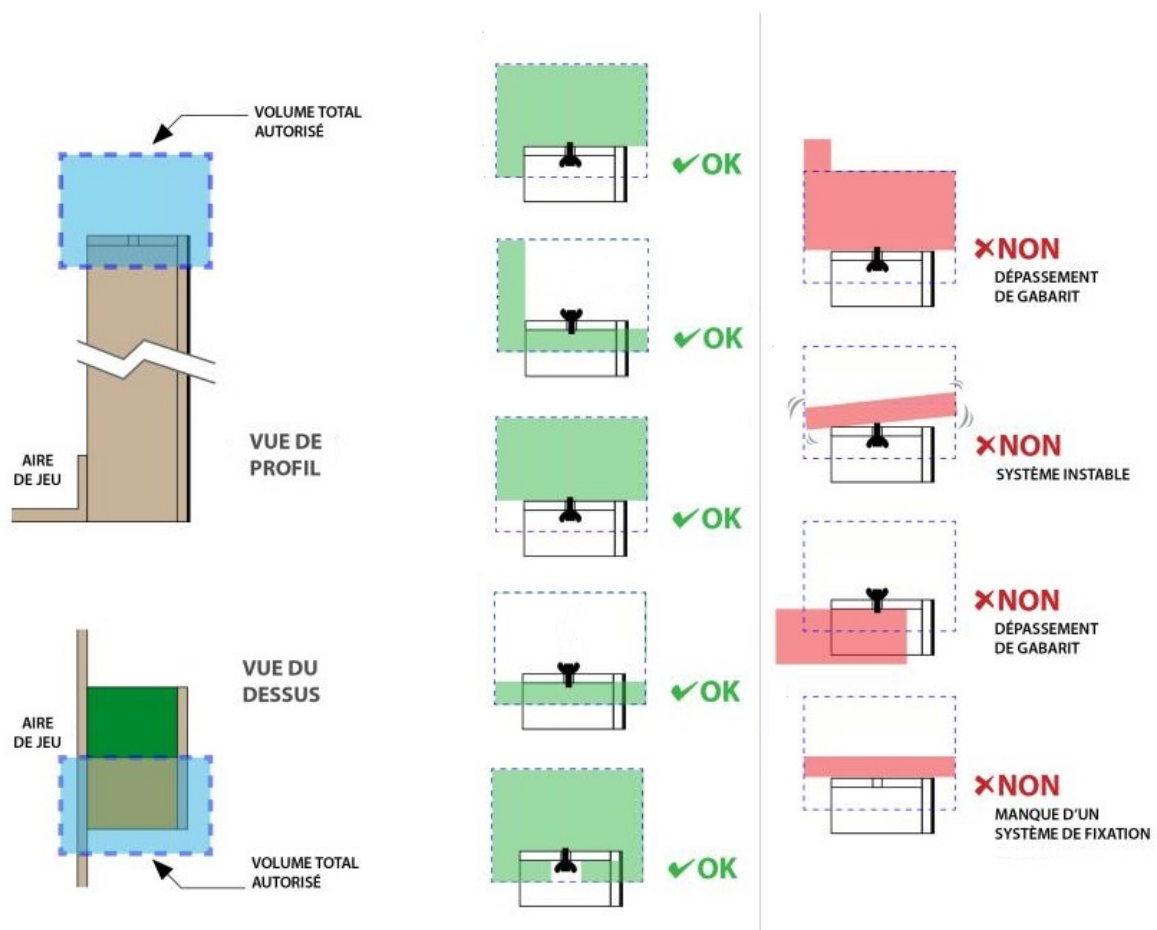 VOLUME TOTAL
AUTORISÉ
VUE DE
PROFIL
AIRE
DE JEU
VUE DU
DESSUS
AIRE
DE JEU
VOLUME TOTAL
AUTORISÉ
✔OK
✔OK
✔OK
✔OK
✔OK
✘NON
DÉPASSEMENT
DE GABARIT
✘NON
SYSTÈME INSTABLE
✘NON
DÉPASSEMENT
DE GABARIT
✘NON
MANQUE D'UN
SYSTÈME DE FIXATION